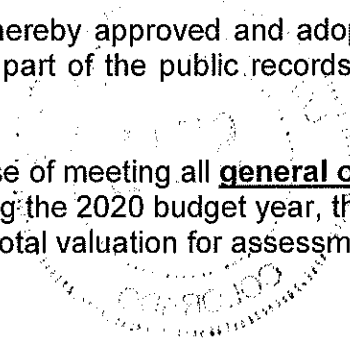 hereby approved and adop
part of the public records
se of meeting all general o
g the 2020 budget year, th
otal valuation for assessm
COLORADO